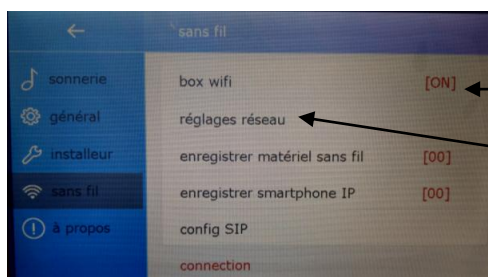 sans fil
sonnerie
général
installeur
sans fil
à propos
box wifi [ON]
réglages réseau
enregistrer matériel sans fil [00]
enregistrer smartphone IP [00]
config SIP
connection